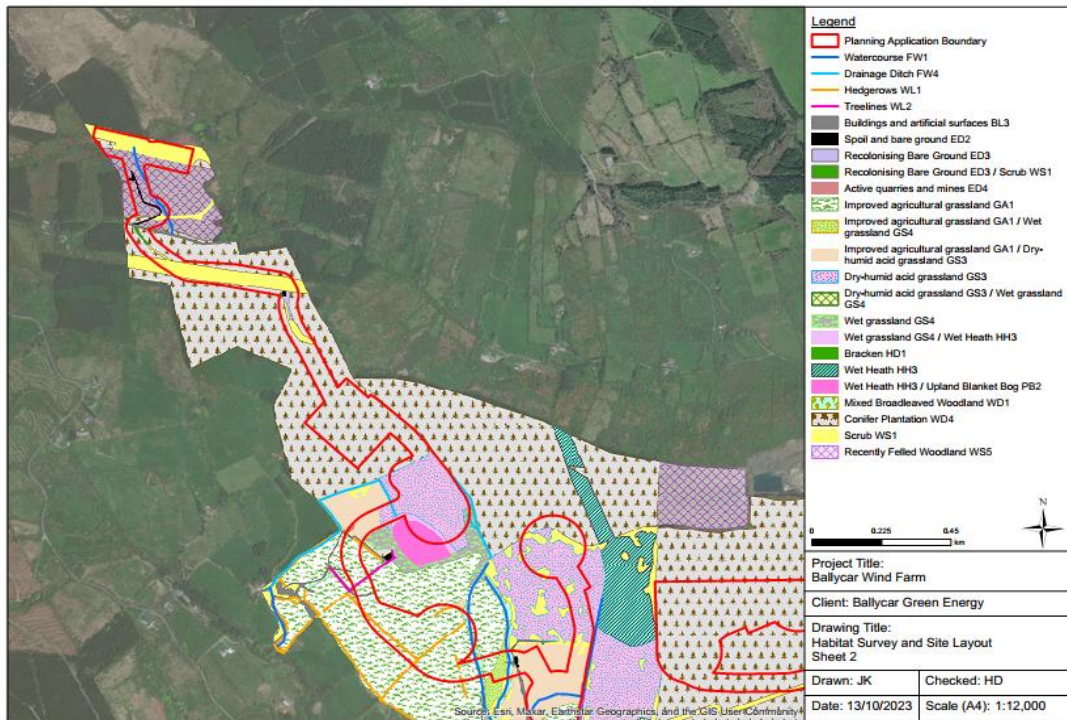 Legend
Planning Application Boundary
Watercourse FW1
Drainage Ditch FW4
Hedgerows WL1
Treelines WL2
Buildings and artificial surfaces BL3
Spoil and bare ground ED2
Recolonising Bare Ground ED3
Recolonising Bare Ground ED3 / Scrub WS1
Active quarries and mines ED4
Improved agricultural grassland GA1
Improved agricultural grassland GA1 / Wet
grassland GS4
Improved agricultural grassland GA1 / Dry-
humid acid grassland GS3
Dry-humid acid grassland GS3
Dry-humid acid grassland GS3 / Wet grassland
GS4
Wet grassland GS4
Wet grassland GS4 / Wet Heath HH3
Bracken HD1
Wet Heath HH3
Wet Heath HH3 / Upland Blanket Bog PB2
Mixed Broadleaved Woodland WD1
Conifer Plantation WD4
Scrub WS1
Recently Felled Woodland WS5
N
0 0.225 0.45
km
Project Title:
Ballycar Wind Farm
Client: Ballycar Green Energy
Drawing Title:
Habitat Survey and Site Layout
Sheet 2
Drawn: JK Checked: HD
Date: 13/10/2023 Scale (A4): 1:12,000
Source: Esri, Maxar, Earthstar Geographics, and the GIS User Community